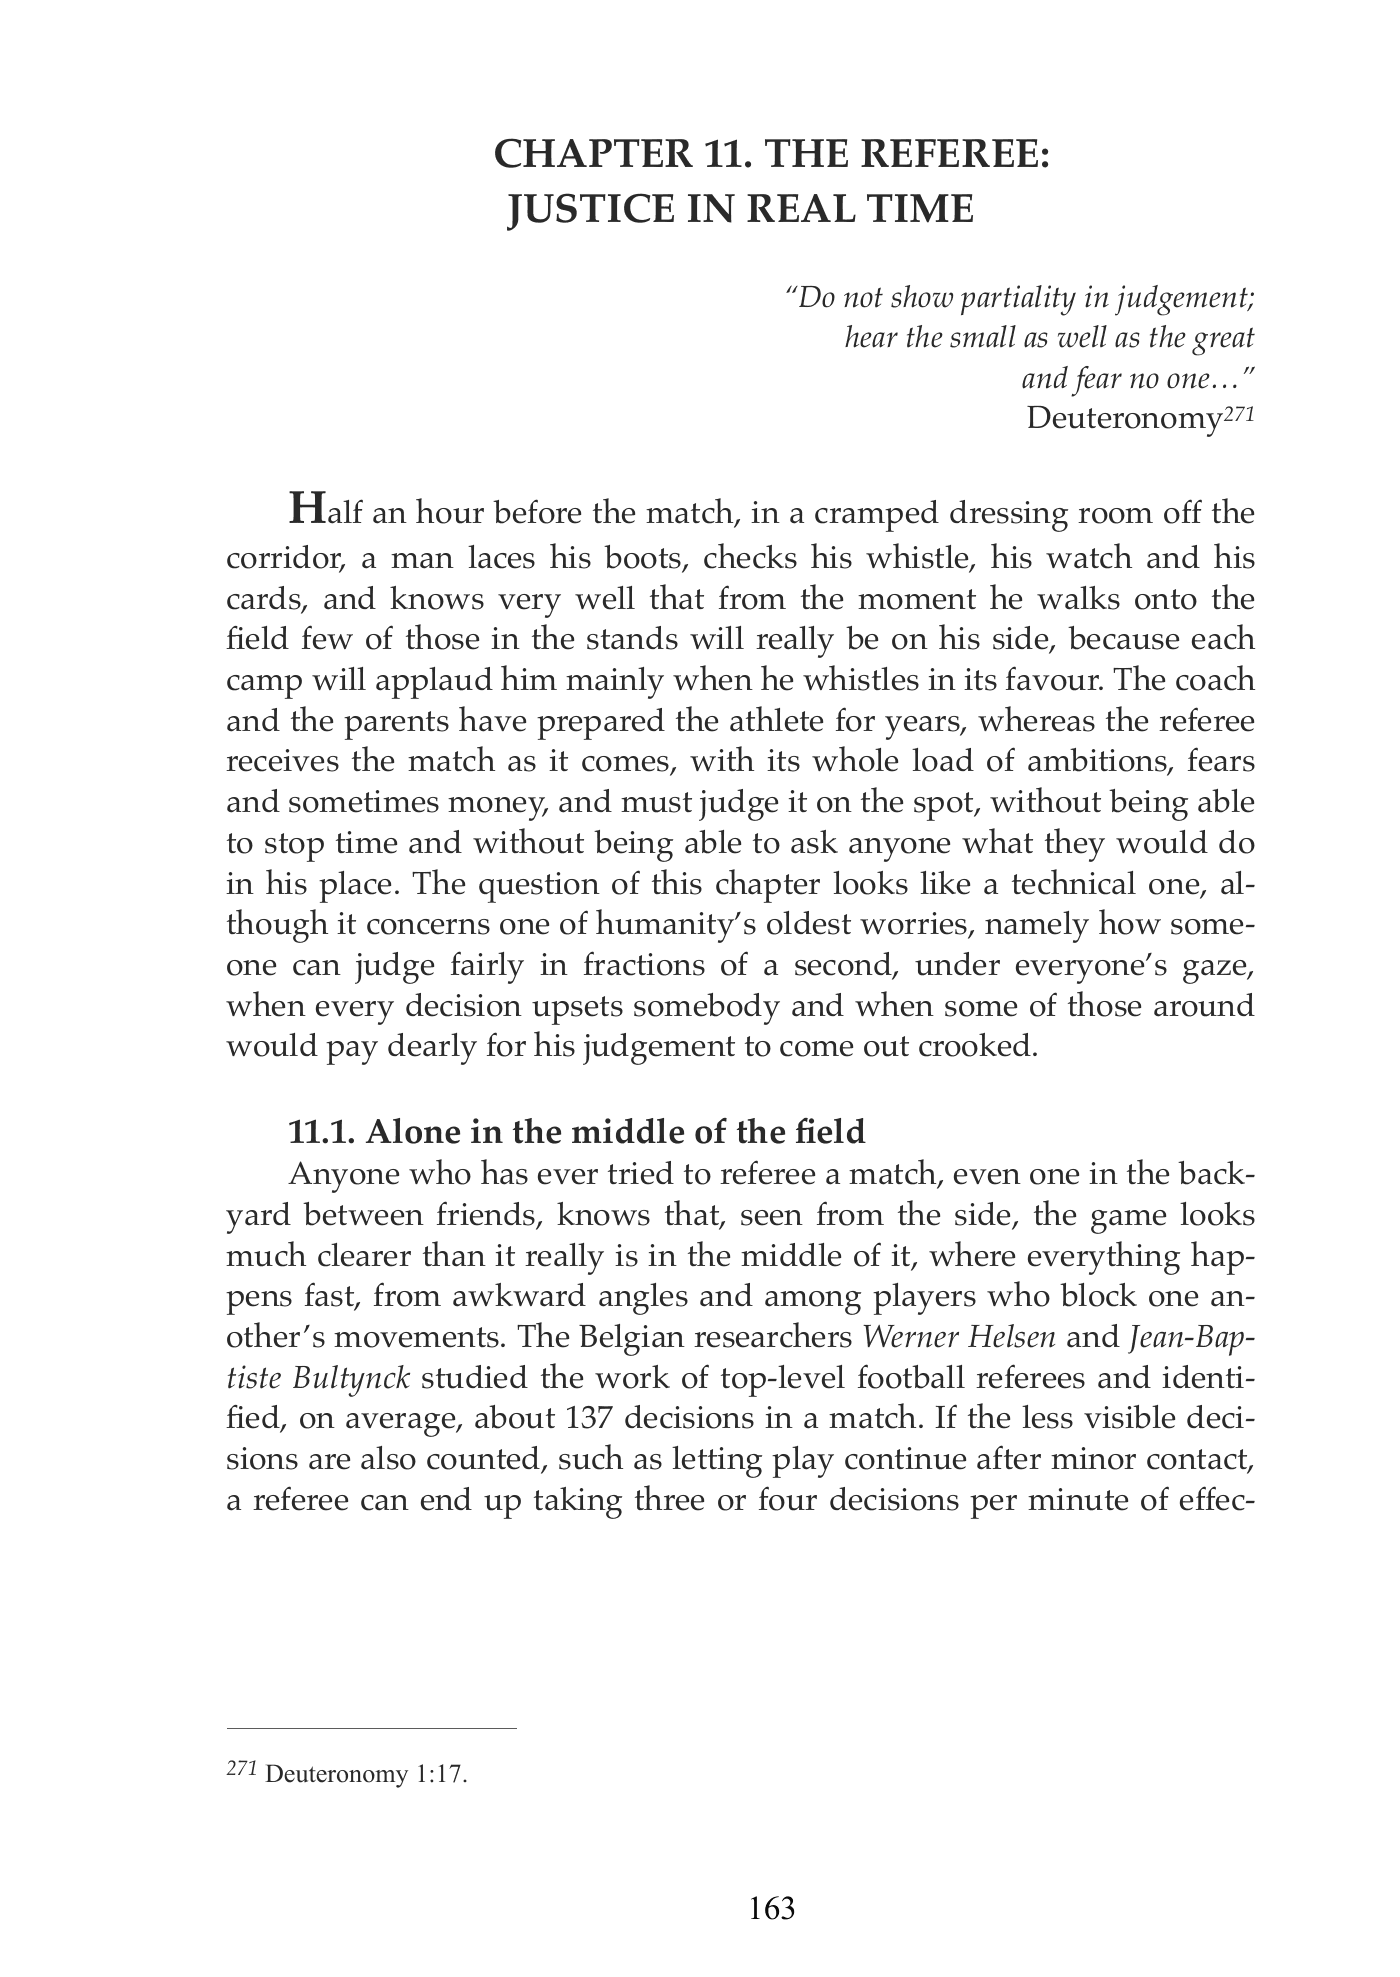 CHAPTER 11. THE REFEREE:
JUSTICE IN REAL TIME
“Do not show partiality in judgement;
hear the small as well as the great
and fear no one…”
Deuteronomy271
Half an hour before the match, in a cramped dressing room off the
corridor, a man laces his boots, checks his whistle, his watch and his
cards, and knows very well that from the moment he walks onto the
field few of those in the stands will really be on his side, because each
camp will applaud him mainly when he whistles in its favour. The coach
and the parents have prepared the athlete for years, whereas the referee
receives the match as it comes, with its whole load of ambitions, fears
and sometimes money, and must judge it on the spot, without being able
to stop time and without being able to ask anyone what they would do
in his place. The question of this chapter looks like a technical one, al-
though it concerns one of humanity’s oldest worries, namely how some-
one can judge fairly in fractions of a second, under everyone’s gaze,
when every decision upsets somebody and when some of those around
would pay dearly for his judgement to come out crooked.
11.1. Alone in the middle of the field
Anyone who has ever tried to referee a match, even one in the back-
yard between friends, knows that, seen from the side, the game looks
much clearer than it really is in the middle of it, where everything hap-
pens fast, from awkward angles and among players who block one an-
other’s movements. The Belgian researchers Werner Helsen and Jean-Bap-
tiste Bultynck studied the work of top-level football referees and identi-
fied, on average, about 137 decisions in a match. If the less visible deci-
sions are also counted, such as letting play continue after minor contact,
a referee can end up taking three or four decisions per minute of effec-
271 Deuteronomy 1:17.
163